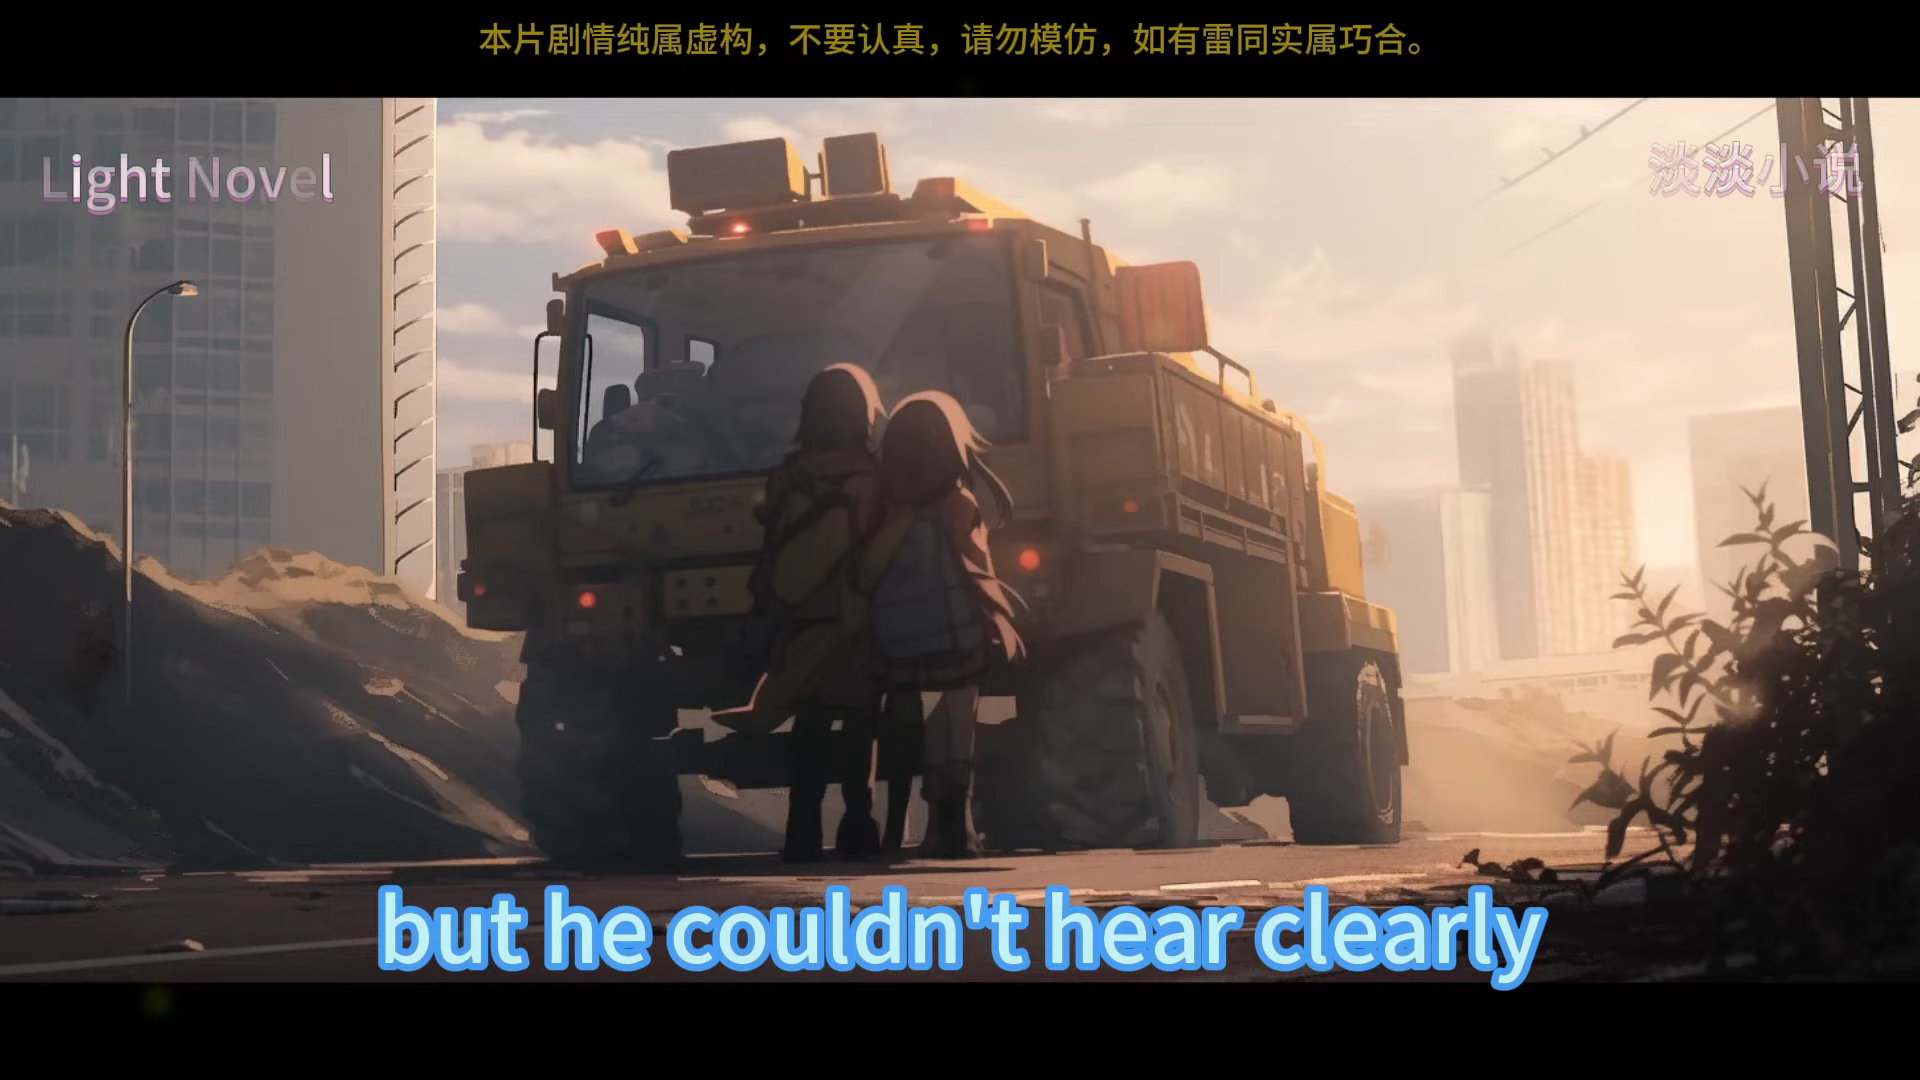 本片剧情纯属虚构，不要认真，请勿模仿，如有雷同实属巧合。
Light Novel
淡淡小说
but he couldn't hear clearly